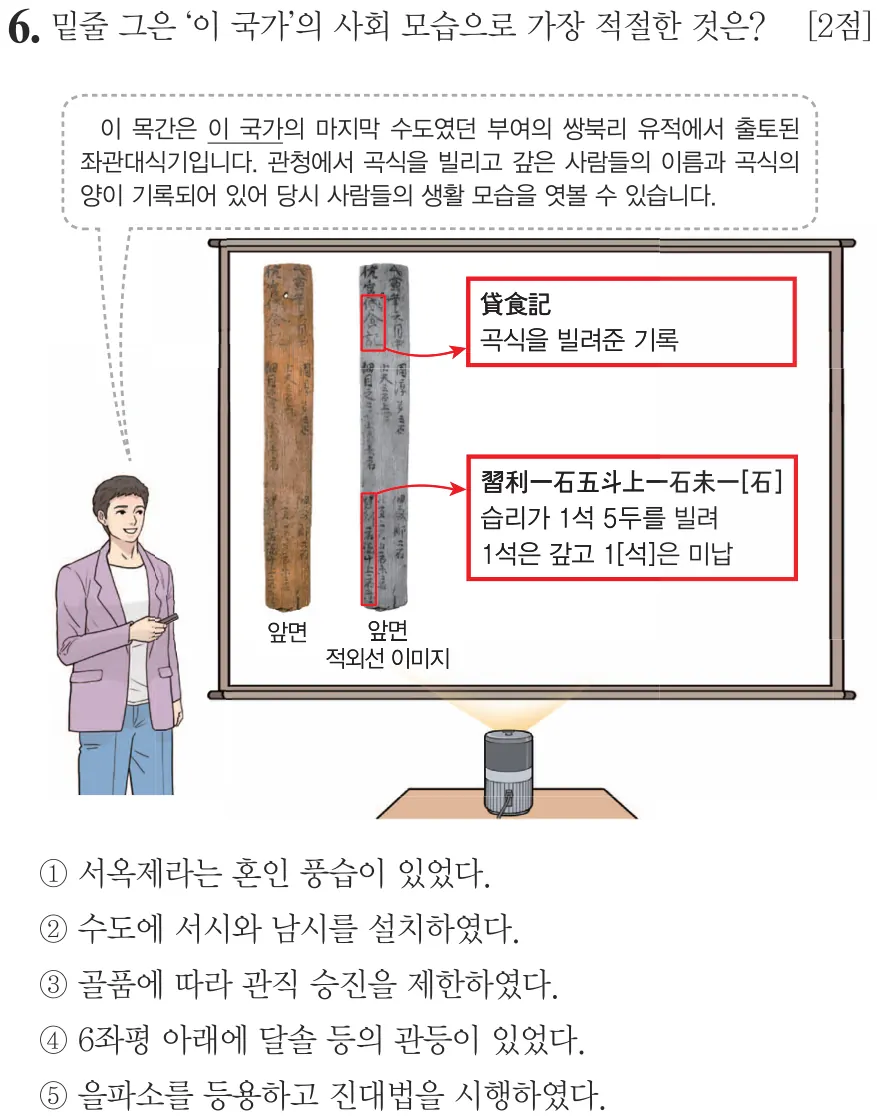 6. 밑줄 그은 ‘이 국가’의 사회 모습으로 가장 적절한 것은? [2점]
이 목간은 이 국가의 마지막 수도였던 부여의 쌍북리 유적에서 출토된
좌관대식기입니다. 관청에서 곡식을 빌리고 갚은 사람들의 이름과 곡식의
양이 기록되어 있어 당시 사람들의 생활 모습을 엿볼 수 있습니다.
貸食記
곡식을 빌려준 기록
習利一石五斗上一石未一[石]
습리가 1석 5두를 빌려
1석은 갚고 1[석]은 미납
앞면
앞면
적외선 이미지
① 서옥제라는 혼인 풍습이 있었다.
② 수도에 서시와 남시를 설치하였다.
③ 골품에 따라 관직 승진을 제한하였다.
④ 6좌평 아래에 달솔 등의 관등이 있었다.
⑤ 을파소를 등용하고 진대법을 시행하였다.